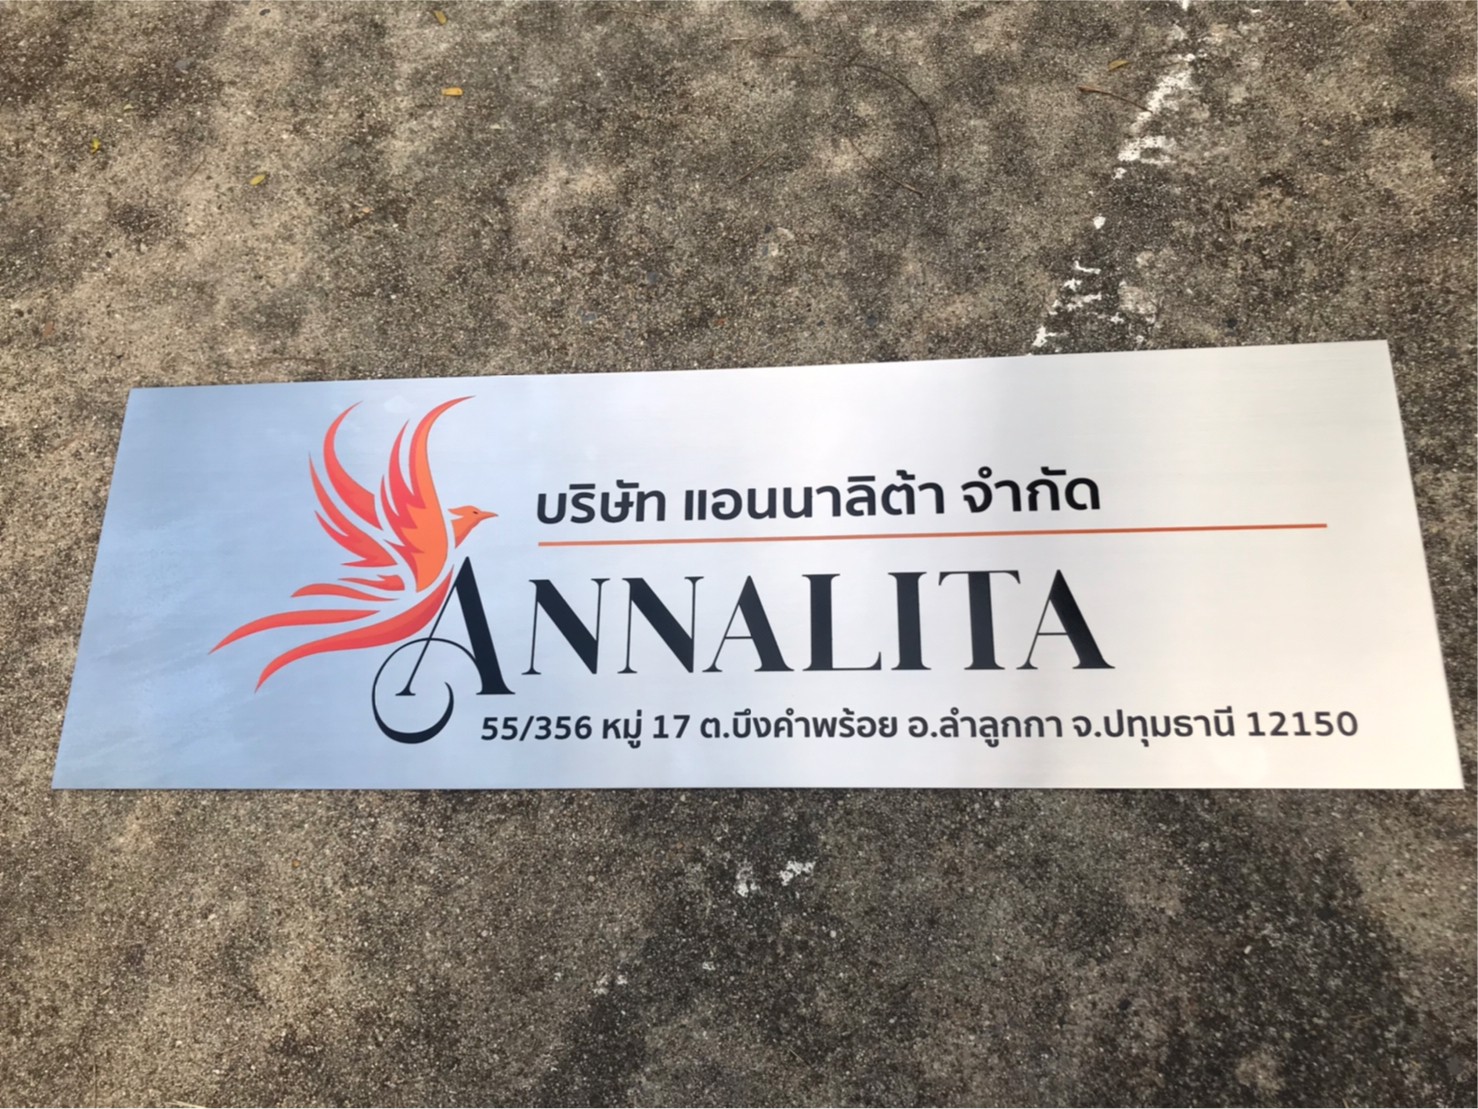 บริษัท แอนนาลิต้า จำกัด
ANNALITA
55/356 หมู่ 17 ต.บึงคำพร้อย อ.ลำลูกกา จ.ปทุมธานี 12150